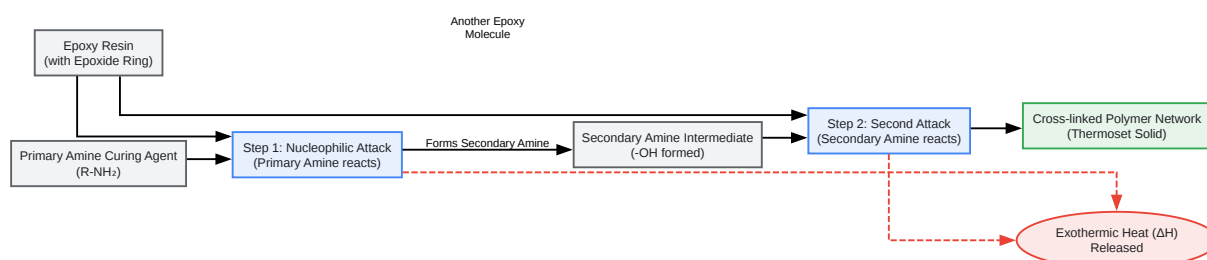 Another Epoxy
Molecule
Epoxy Resin
(with Epoxide Ring)
Primary Amine Curing Agent
(R-NH₂)
Step 1: Nucleophilic Attack
(Primary Amine reacts)
Forms Secondary Amine
Secondary Amine Intermediate
(-OH formed)
Step 2: Second Attack
(Secondary Amine reacts)
Cross-linked Polymer Network
(Thermoset Solid)
Exothermic Heat (ΔH)
Released